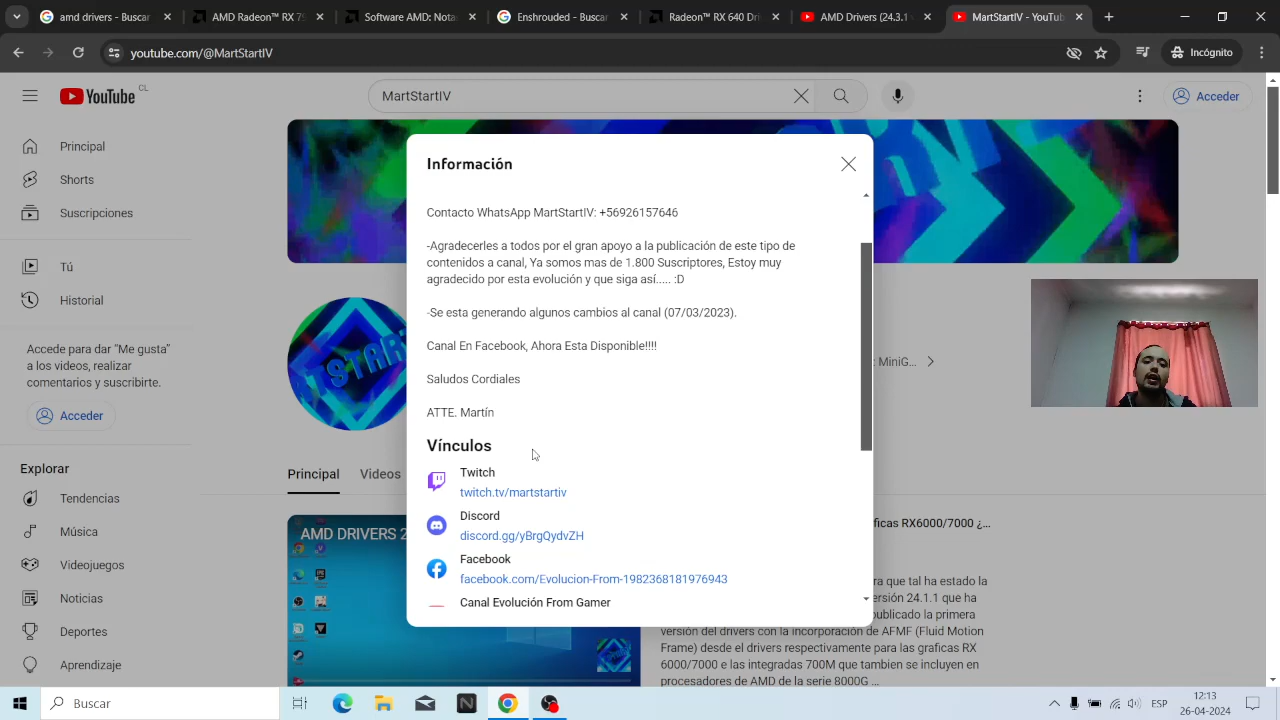 amd drivers - Buscar
AMD Radeon™ RX 75
Software AMD: Nota
Enshrouded - Buscar
Radeon™ RX 640 Dri
AMD Drivers (24.3.1
MartStartIV - YouTub
youtube.com/@MartStartIV
Incógnito
YouTube CL
MartStartIV
Acceder
Principal
Shorts
Suscripciones
Tú
Historial
Accede para dar “Me gusta”
a los videos, realizar
comentarios y suscribirte.
Acceder
Explorar
Tendencias
Música
Videojuegos
Noticias
Deportes
Aprendizaje
Información
Contacto WhatsApp MartStartIV: +56926157646
-Agradecerles a todos por el gran apoyo a la publicación de este tipo de
contenidos a canal, Ya somos mas de 1.800 Suscriptores, Estoy muy
agradecido por esta evolución y que siga así..... :D
-Se esta generando algunos cambios al canal (07/03/2023).
Canal En Facebook, Ahora Esta Disponible!!!!
Saludos Cordiales
ATTE. Martín
Vínculos
Twitch
twitch.tv/martstartiv
Discord
discord.gg/yBrgQydvZH
Facebook
facebook.com/Evolucion-From-1982368181976943
Canal Evolución From Gamer
MiniG...
Principal
Videos
AMD DRIVERS 2
ficas RX6000/7000 ¿...
ra que tal ha estado la
ersión 24.1.1 que han
publicado la primera
versión del drivers con la incorporación de AFMF (Fluid Motion
Frame) desde el drivers respectivamente para las graficas RX
6000/7000 e las integradas 700M que tambien se incluyen en
procesadores de AMD de la serie 8000G ...
Buscar
ESP
12:13
26-04-2024